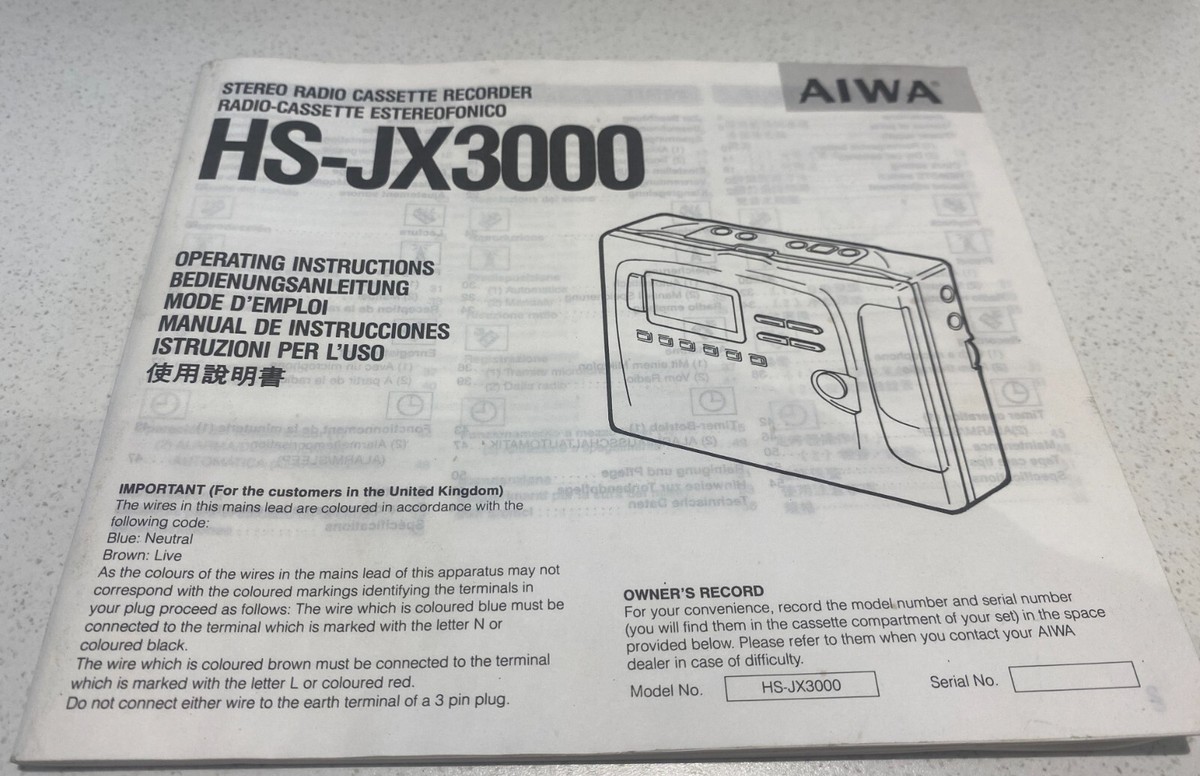 STEREO RADIO CASSETTE RECORDER
RADIO-CASSETTE ESTEREOFONICO
AIWA
HS-JX3000
OPERATING INSTRUCTIONS
BEDIENUNGSANLEITUNG
MODE D'EMPLOI
MANUAL DE INSTRUCCIONES
ISTRUZIONI PER L'USO
使用說明書
IMPORTANT (For the customers in the United Kingdom)
The wires in this mains lead are coloured in accordance with the
following code:
Blue: Neutral
Brown: Live
As the colours of the wires in the mains lead of this apparatus may not
correspond with the coloured markings identifying the terminals in
your plug proceed as follows: The wire which is coloured blue must be
connected to the terminal which is marked with the letter N or
coloured black.
The wire which is coloured brown must be connected to the terminal
which is marked with the letter L or coloured red.
Do not connect either wire to the earth terminal of a 3 pin plug.
OWNER'S RECORD
For your convenience, record the model number and serial number
(you will find them in the cassette compartment of your set) in the space
provided below. Please refer to them when you contact your AIWA
dealer in case of difficulty.
Model No. HS-JX3000 Serial No.